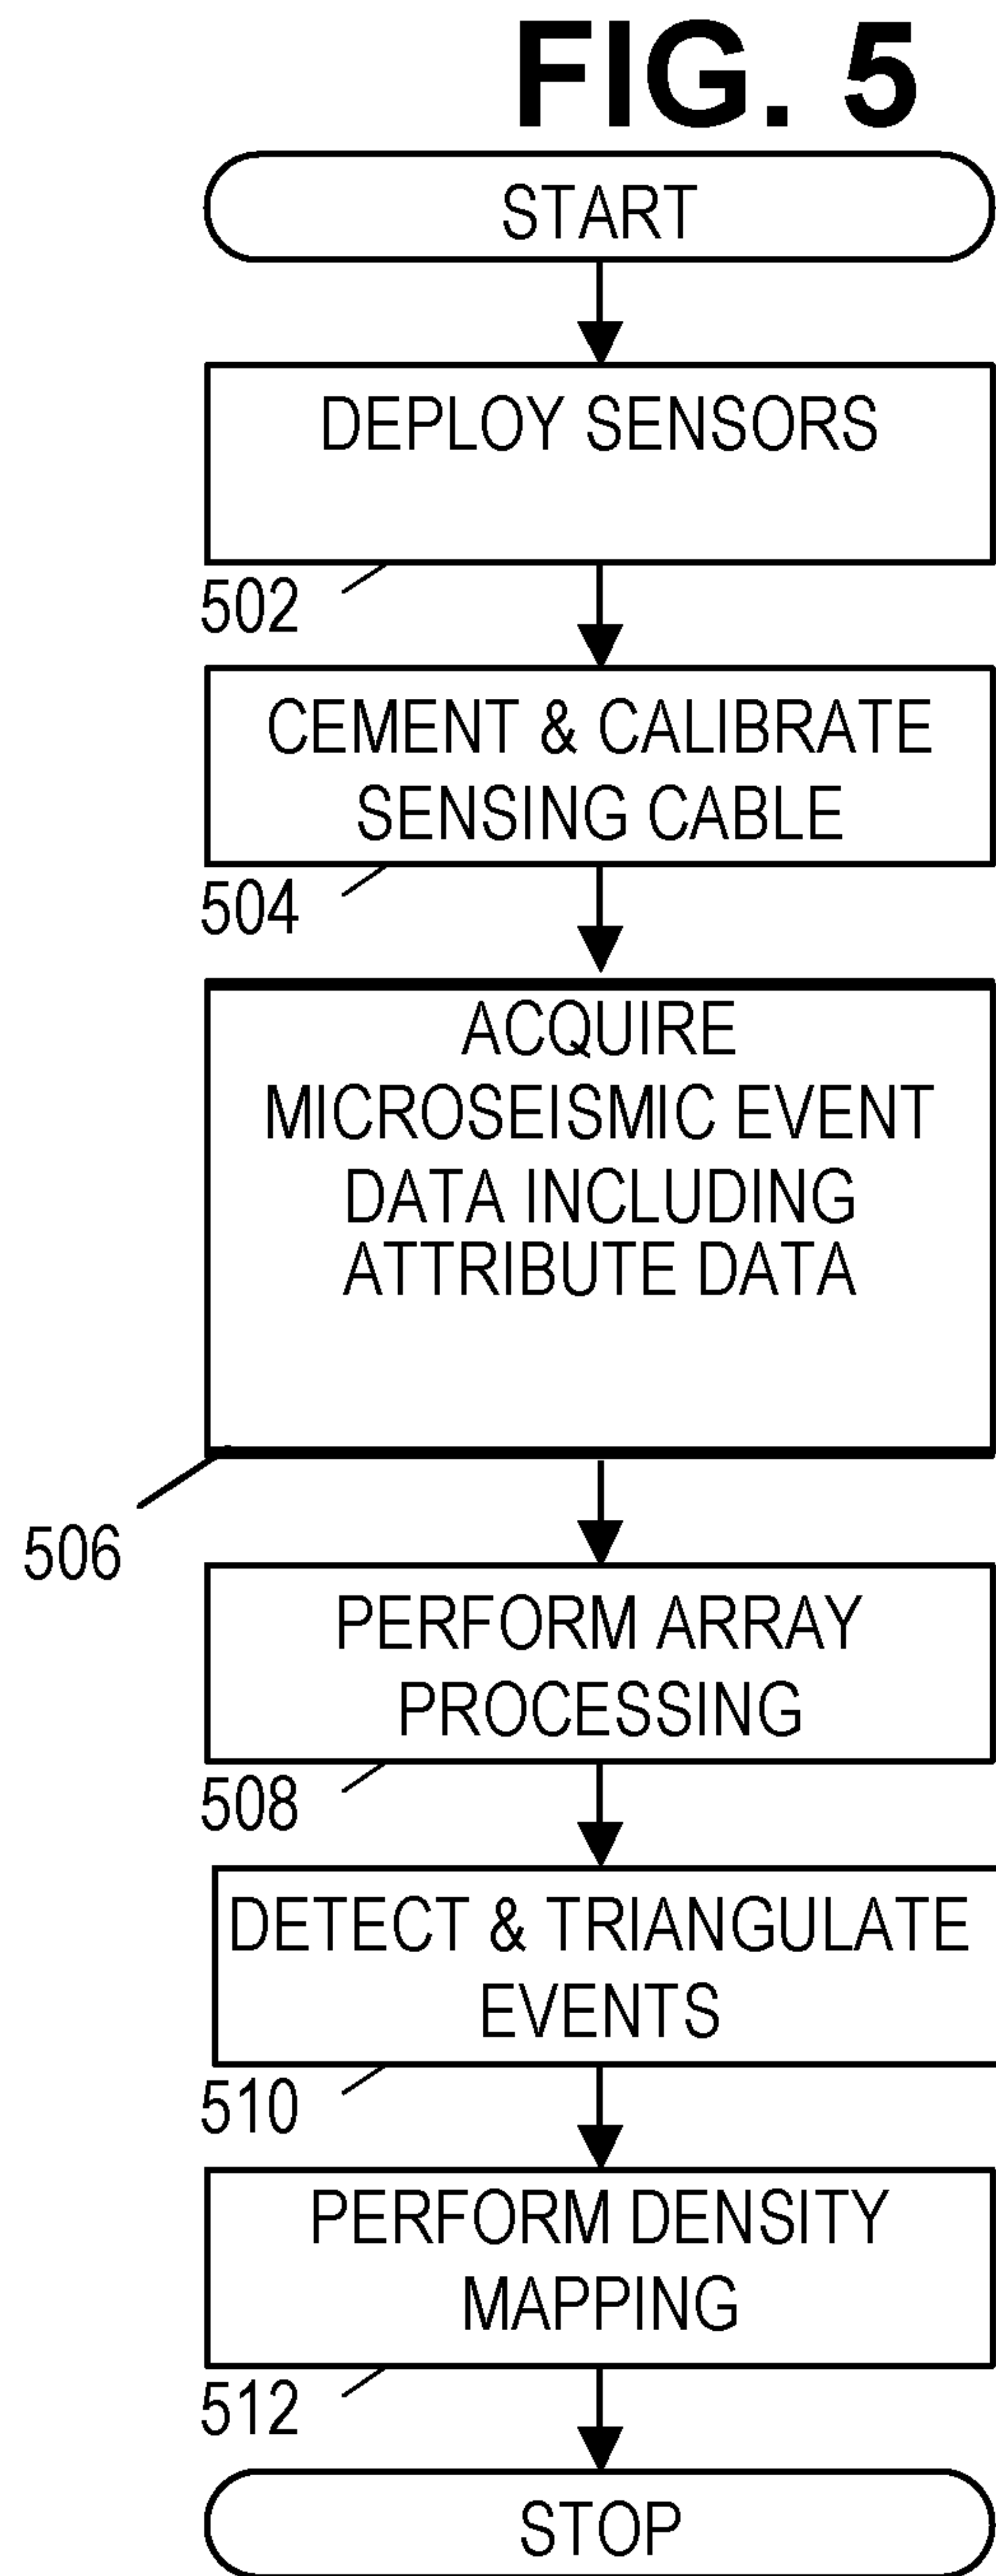 FIG. 5
START
DEPLOY SENSORS
502
CEMENT & CALIBRATE
SENSING CABLE
504
ACQUIRE
MICROSEISMIC EVENT
DATA INCLUDING
ATTRIBUTE DATA
506
PERFORM ARRAY
PROCESSING
508
DETECT & TRIANGULATE
EVENTS
510
PERFORM DENSITY
MAPPING
512
STOP